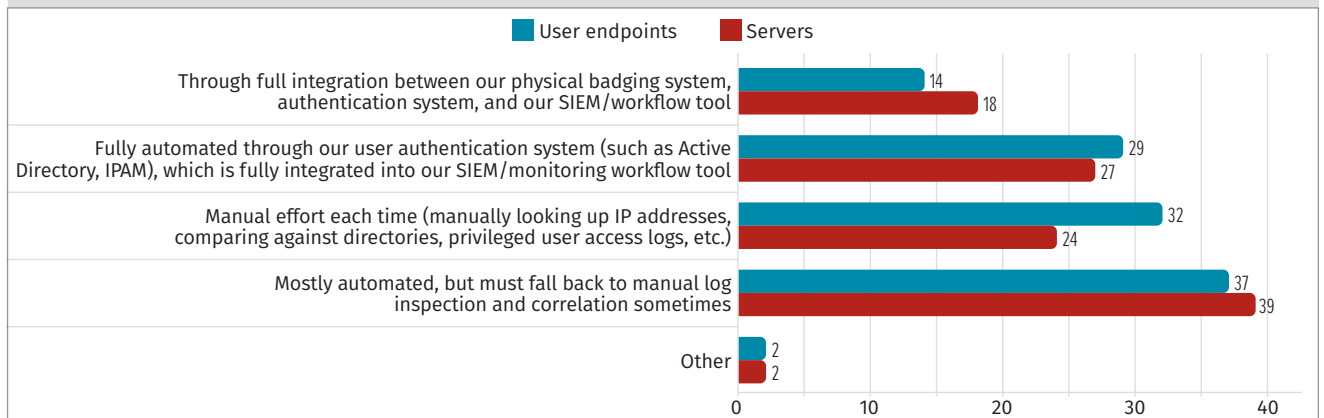 User endpoints Servers
Through full integration between our physical badging system,
authentication system, and our SIEM/workflow tool
14
18
Fully automated through our user authentication system (such as Active
Directory, IPAM), which is fully integrated into our SIEM/monitoring workflow tool
29
27
Manual effort each time (manually looking up IP addresses,
comparing against directories, privileged user access logs, etc.)
32
24
Mostly automated, but must fall back to manual log
inspection and correlation sometimes
37
39
Other
2
2
0 10 20 30 40